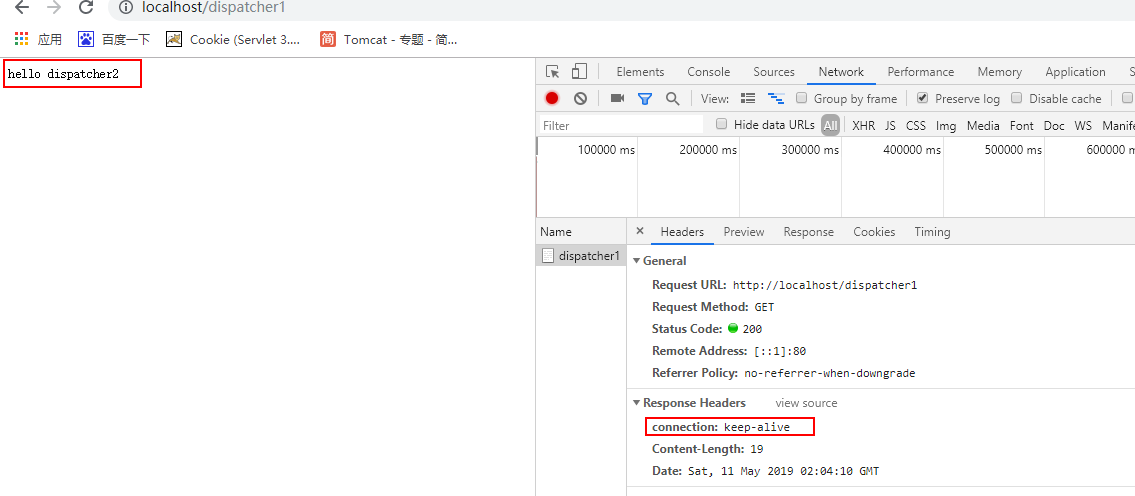 localhost/dispatcher1
应用 百度一下 Cookie (Servlet 3.... 简 Tomcat - 专题 - 简...
hello dispatcher2
Elements Console Sources Network Performance Memory Application S
View: Group by frame Preserve log Disable cache
Filter Hide data URLs All XHR JS CSS Img Media Font Doc WS Manife
100000 ms 200000 ms 300000 ms 400000 ms 500000 ms 600000 m
Name × Headers Preview Response Cookies Timing
dispatcher1
General
Request URL: http://localhost/dispatcher1
Request Method: GET
Status Code: 200
Remote Address: [::1]:80
Referrer Policy: no-referrer-when-downgrade
Response Headers view source
connection: keep-alive
Content-Length: 19
Date: Sat, 11 May 2019 02:04:10 GMT